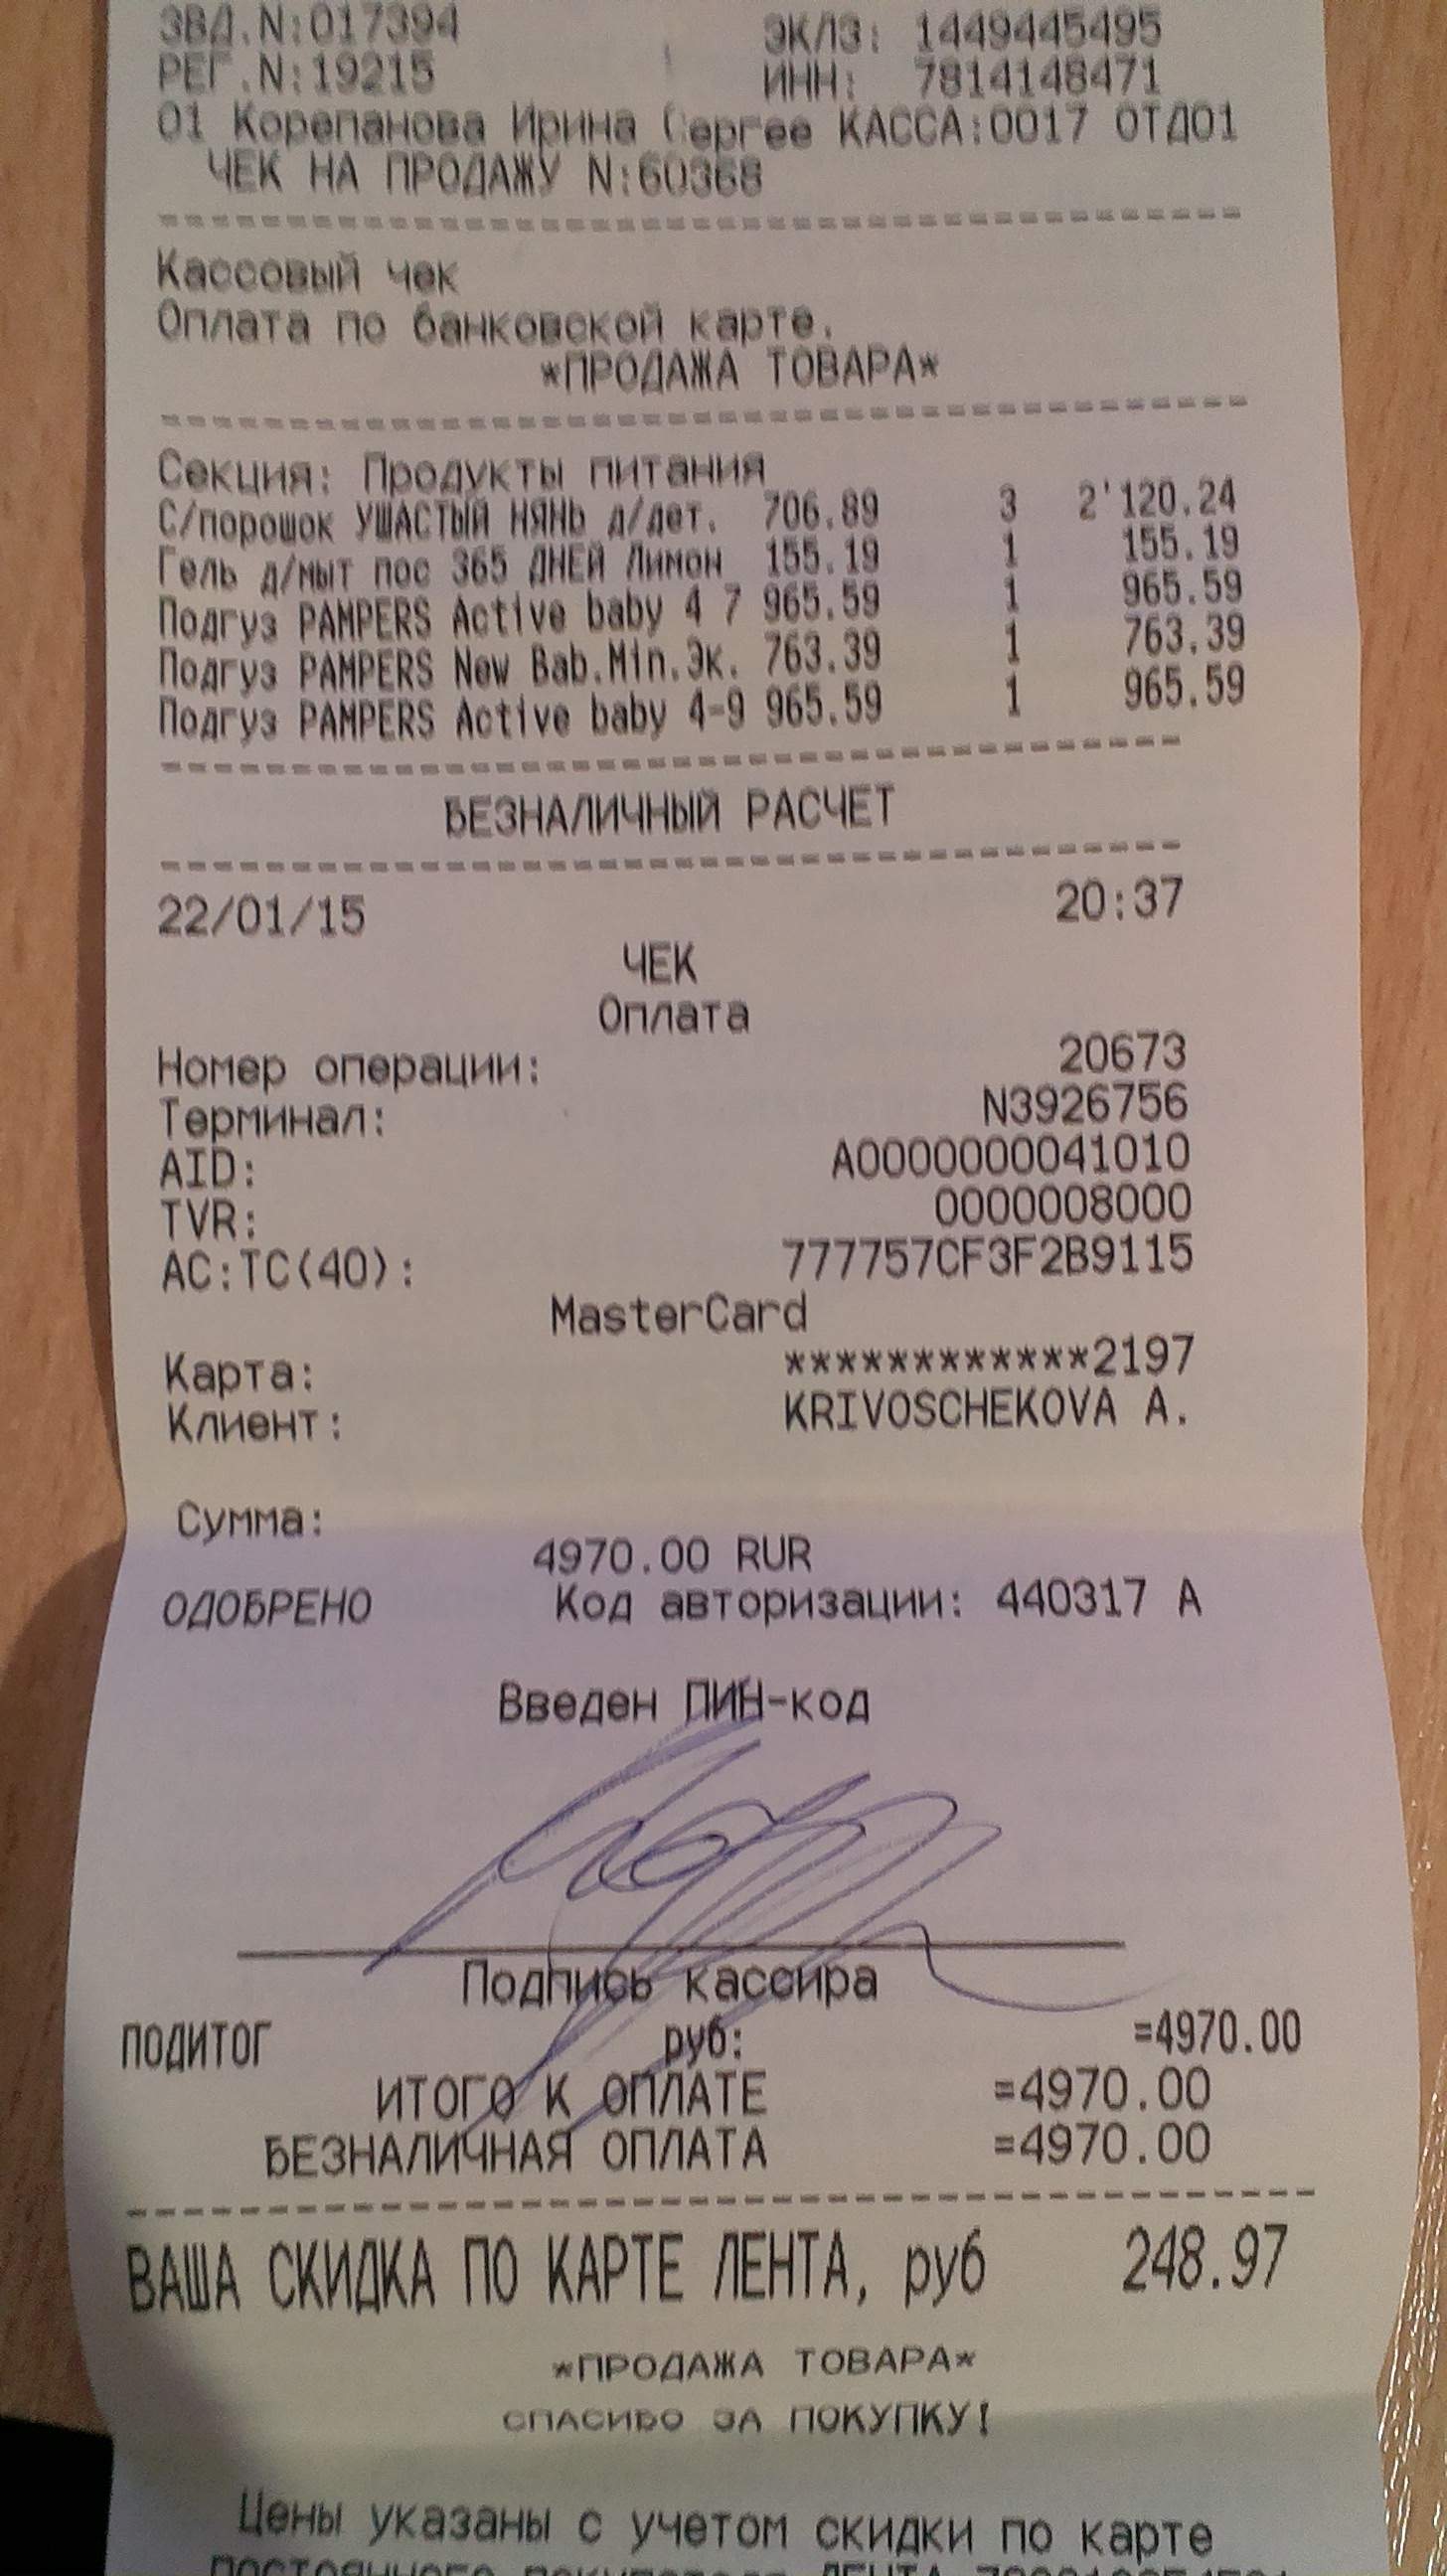 ЗВД.N:017394 ЭКЛЗ: 1449445495
РЕГ.N:19215 ИНН: 7814148471
01 Корепанова Ирина Сергее КАССА:0017 ОТД01
ЧЕК НА ПРОДАЖУ N:60368
Кассовый чек
Оплата по банковской карте.
*ПРОДАЖА ТОВАРА*
Секция: Продукты питания
С/порошок УШАСТЫЙ НЯНЬ д/дет. 706.89 3 2'120.24
Гель д/мыт пос 365 ДНЕЙ Лимон 155.19 1 155.19
Подгуз PAMPERS Active baby 4 7 965.59 1 965.59
Подгуз PAMPERS New Bab.Min.Эк. 763.39 1 763.39
Подгуз PAMPERS Active baby 4-9 965.59 1 965.59
БЕЗНАЛИЧНЫЙ РАСЧЕТ
22/01/15 20:37
ЧЕК
Оплата
Номер операции: 20673
Терминал: N3926756
AID: A0000000041010
TVR: 0000008000
AC:TC(40): 777757CF3F2B9115
MasterCard
Карта: ************2197
Клиент: KRIVOSCHEKOVA A.
Сумма:
4970.00 RUR
ОДОБРЕНО Код авторизации: 440317 A
Введен ПИН-код
Подпись кассира
ПОДИТОГ руб: =4970.00
ИТОГО К ОПЛАТЕ =4970.00
БЕЗНАЛИЧНАЯ ОПЛАТА =4970.00
ВАША СКИДКА ПО КАРТЕ ЛЕНТА, руб 248.97
*ПРОДАЖА ТОВАРА*
СПАСИБО ЗА ПОКУПКУ!
Цены указаны с учетом скидки по карте
постоянного покупателя ЛЕНТА